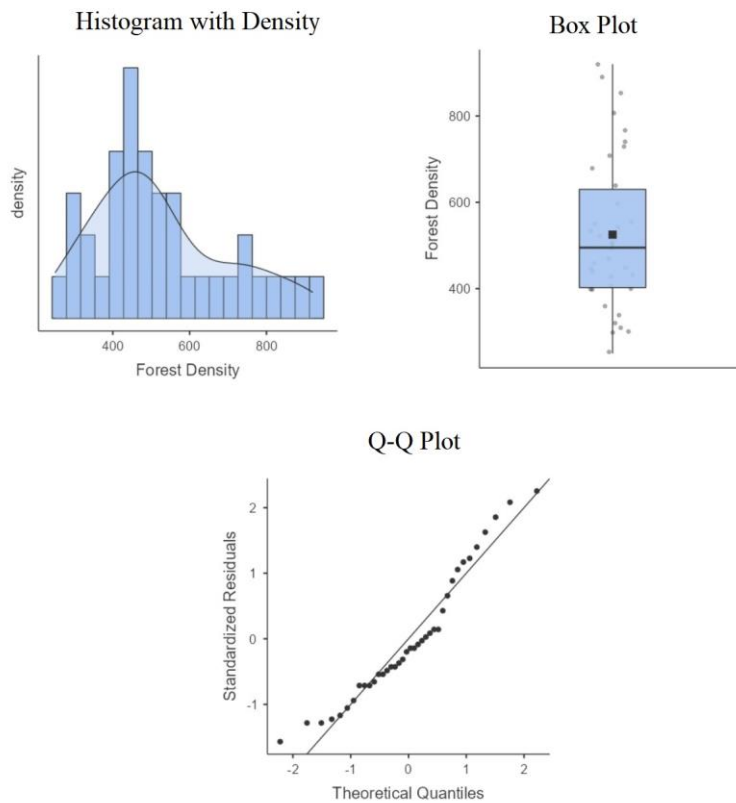 Histogram with Density
density
400
600
800
Forest Density
Box Plot
Forest Density
800
600
400
Q-Q Plot
Standardized Residuals
2
1
0
-1
-2
-1
0
1
2
Theoretical Quantiles